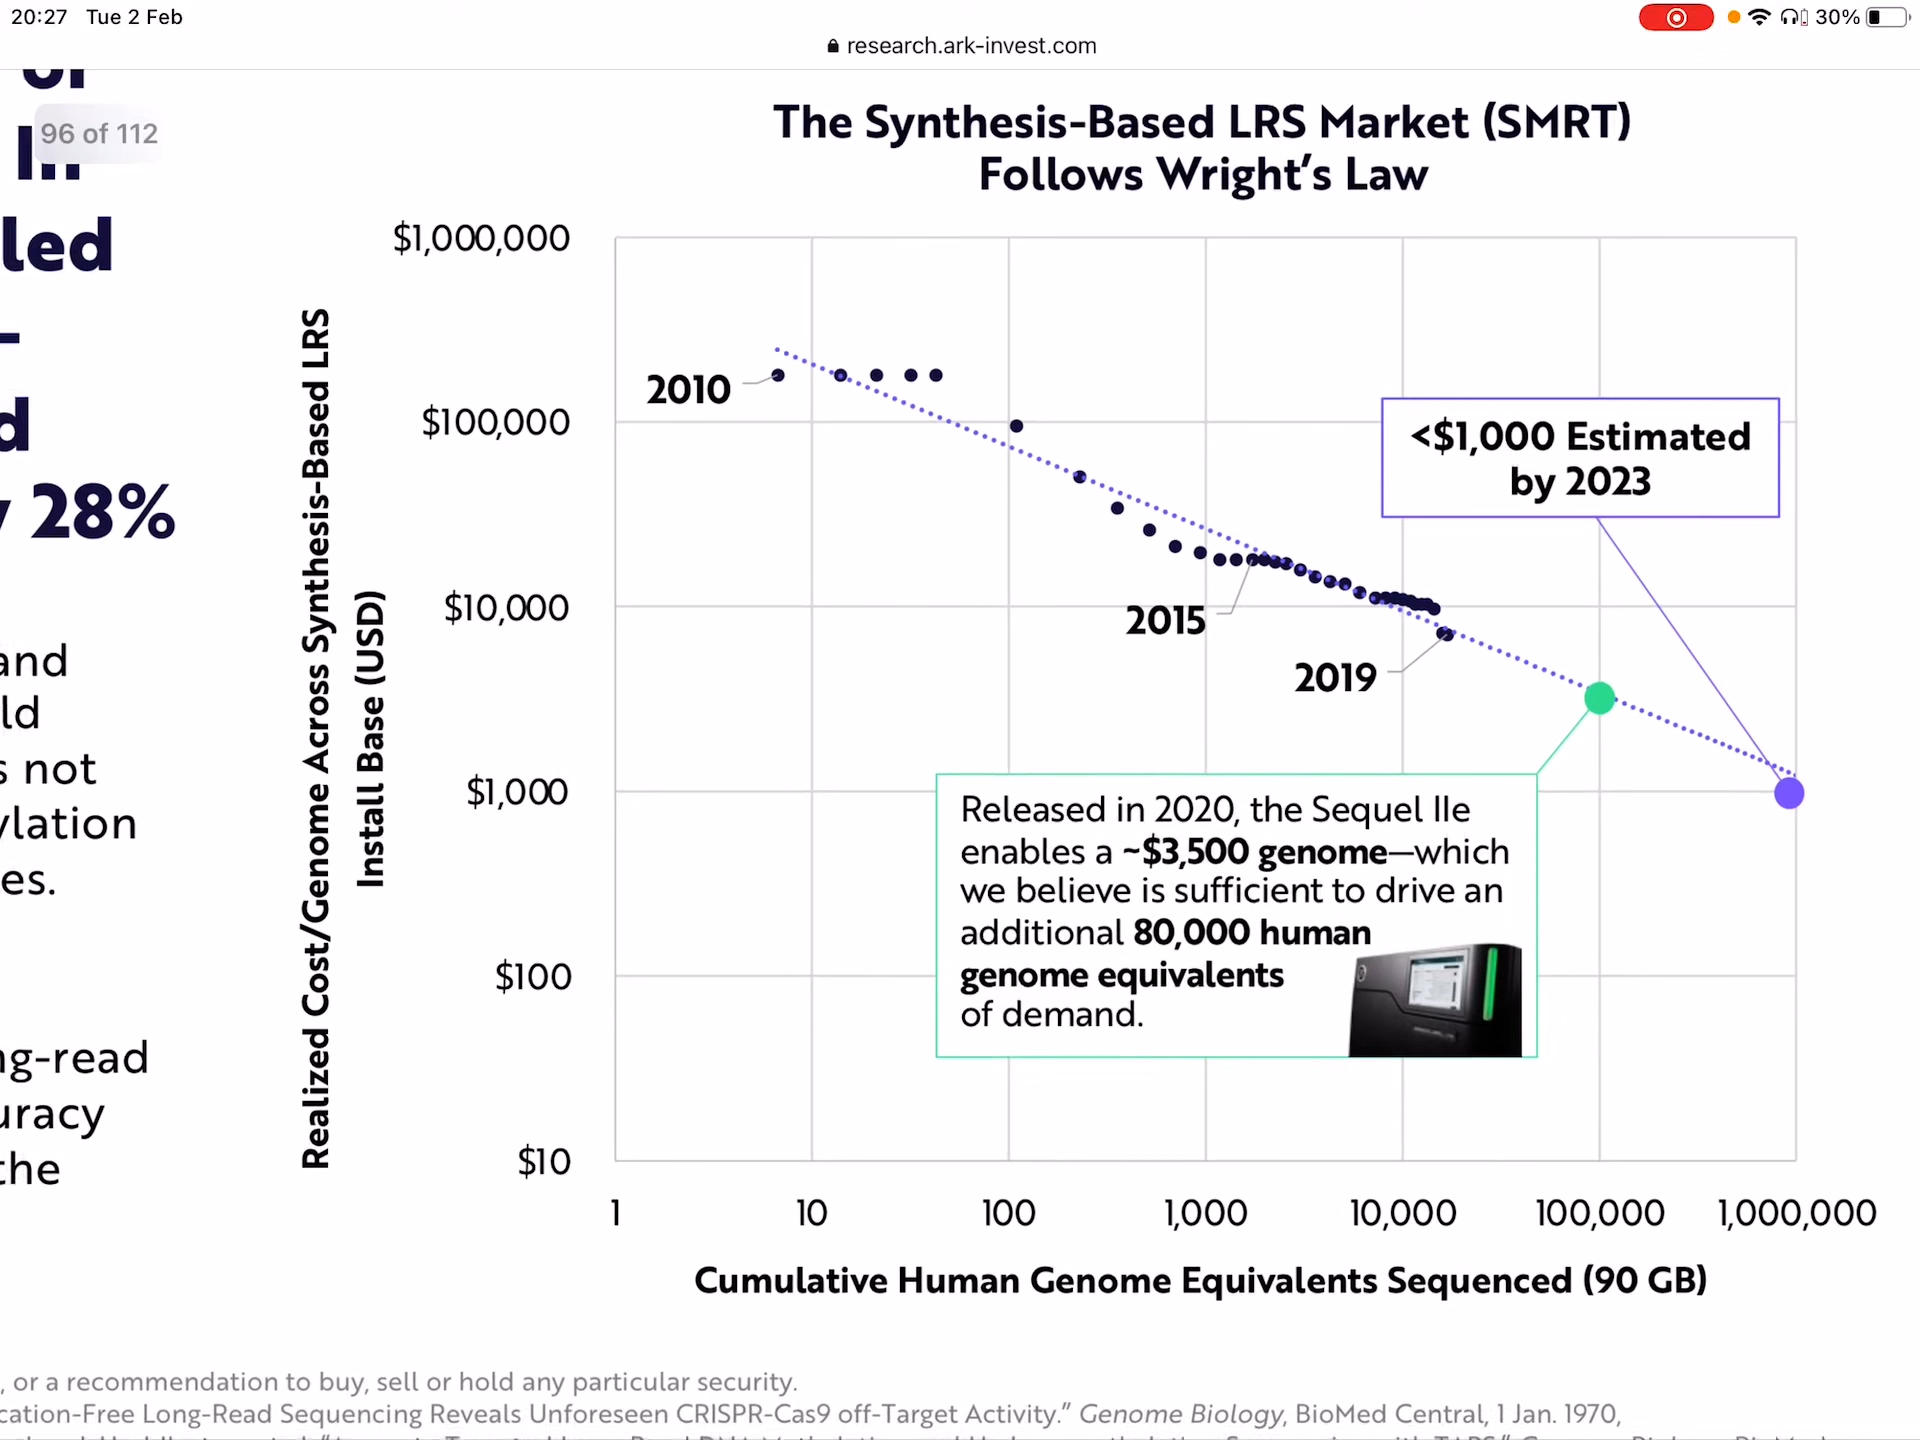 20:27 Tue 2 Feb
30%
research.ark-invest.com
or
96 of 112
In
led
–
d
28%
and
ld
s not
ylation
es.
ng-read
uracy
the
The Synthesis-Based LRS Market (SMRT)
Follows Wright's Law
Realized Cost/Genome Across Synthesis-Based LRS
Install Base (USD)
$1,000,000
$100,000
$10,000
$1,000
$100
$10
2010
2015
2019
<$1,000 Estimated
by 2023
Released in 2020, the Sequel IIe
enables a ~$3,500 genome—which
we believe is sufficient to drive an
additional 80,000 human
genome equivalents
of demand.
1 10 100 1,000 10,000 100,000 1,000,000
Cumulative Human Genome Equivalents Sequenced (90 GB)
, or a recommendation to buy, sell or hold any particular security.
cation-Free Long-Read Sequencing Reveals Unforeseen CRISPR-Cas9 off-Target Activity.” Genome Biology, BioMed Central, 1 Jan. 1970,